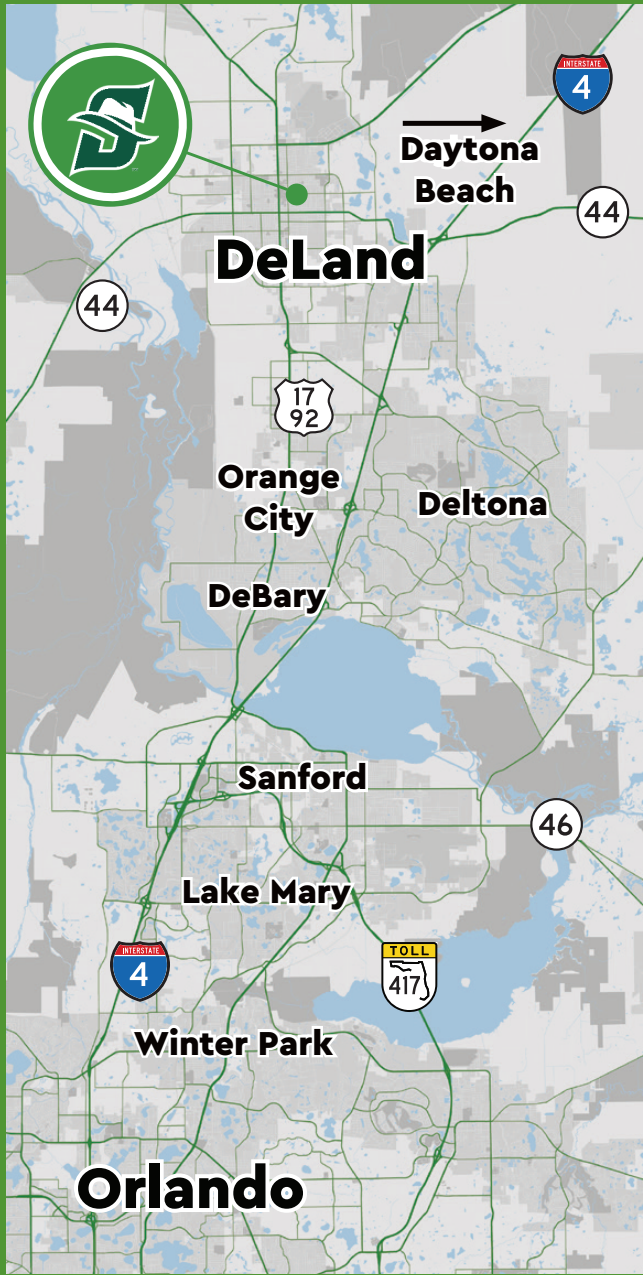 INTERSTATE
4
S
Daytona
Beach
44
DeLand
44
17
92
Orange
City
Deltona
DeBary
Sanford
46
Lake Mary
INTERSTATE
4
TOLL
417
Winter Park
Orlando